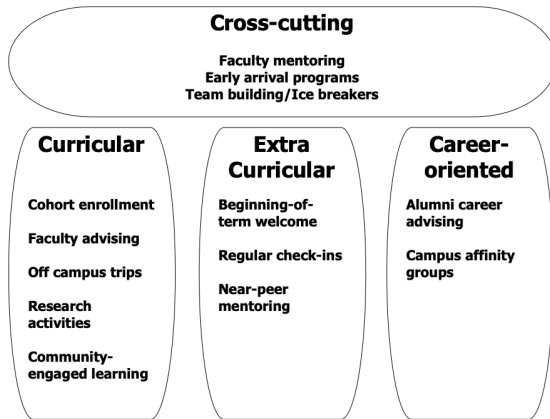 Cross-cutting
Faculty mentoring
Early arrival programs
Team building/Ice breakers
Curricular
Cohort enrollment
Faculty advising
Off campus trips
Research
activities
Community-
engaged learning
Extra
Curricular
Beginning-of-
term welcome
Regular check-ins
Near-peer
mentoring
Career-
oriented
Alumni career
advising
Campus affinity
groups